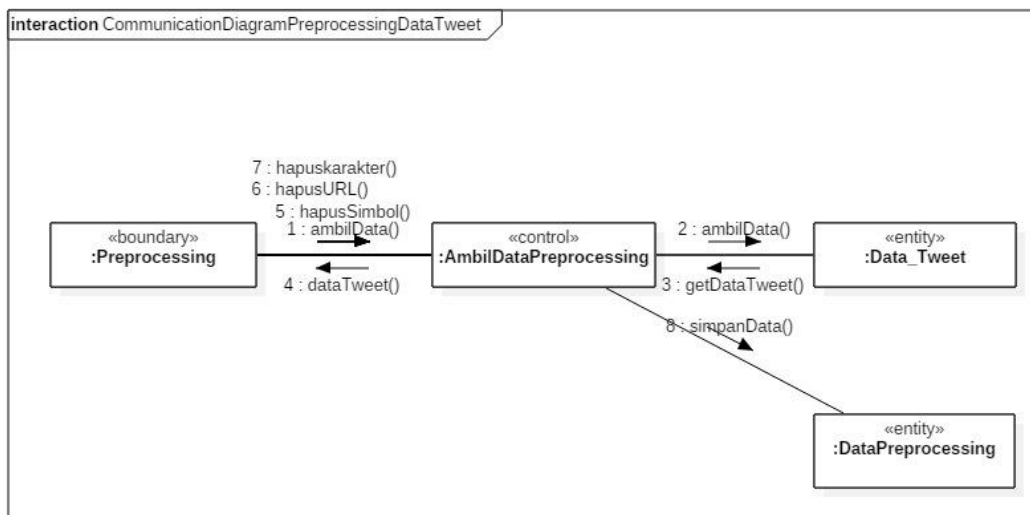 interaction CommunicationDiagramPreprocessingDataTweet
7 : hapuskarakter()
6 : hapusURL()
5 : hapusSimbol()
1 : ambilData()
«boundary»
:Preprocessing
4 : dataTweet()
«control»
:AmbilDataPreprocessing
2 : ambilData()
3 : getDataTweet()
«entity»
:Data_Tweet
8 : simpanData()
«entity»
:DataPreprocessing